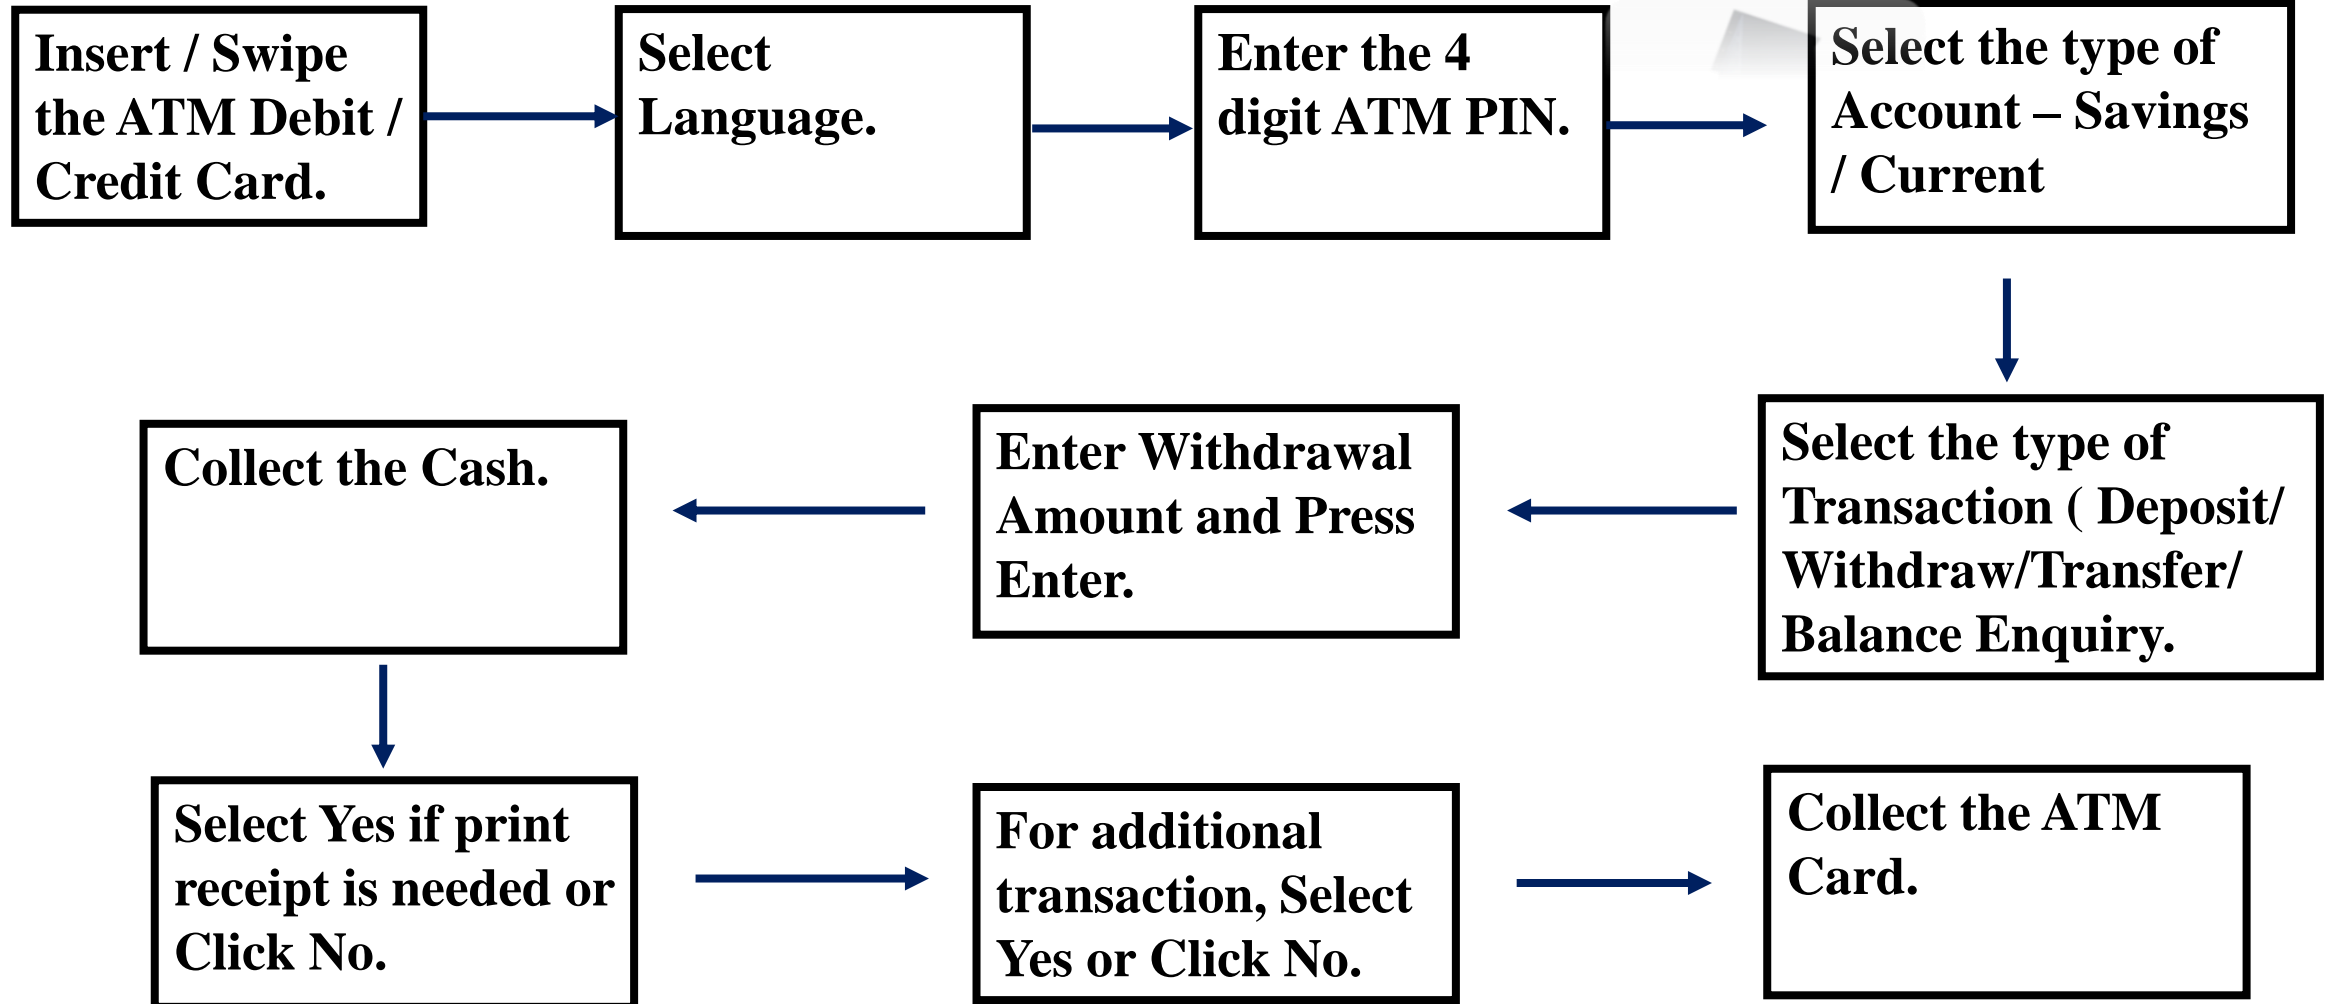 Insert / Swipe
the ATM Debit /
Credit Card.
Select
Language.
Enter the 4
digit ATM PIN.
Select the type of
Account – Savings
/ Current
Select the type of
Transaction ( Deposit/
Withdraw/Transfer/
Balance Enquiry.
Enter Withdrawal
Amount and Press
Enter.
Collect the Cash.
Select Yes if print
receipt is needed or
Click No.
For additional
transaction, Select
Yes or Click No.
Collect the ATM
Card.